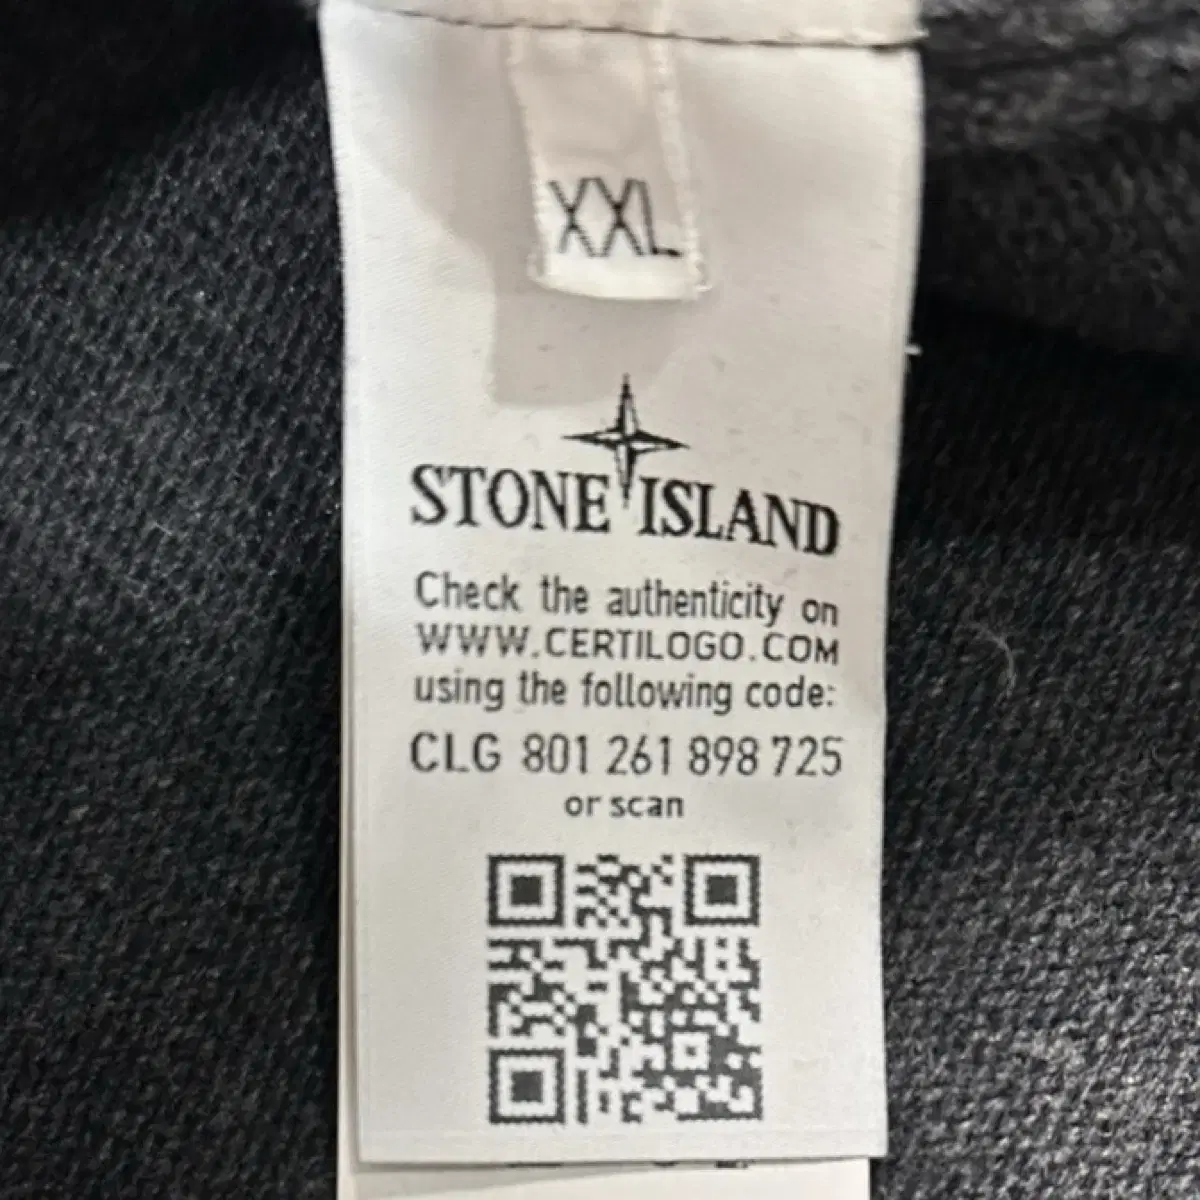 XXL
STONE ISLAND
Check the authenticity on
WWW.CERTILOGO.COM
using the following code:
CLG 801 261 898 725
or scan